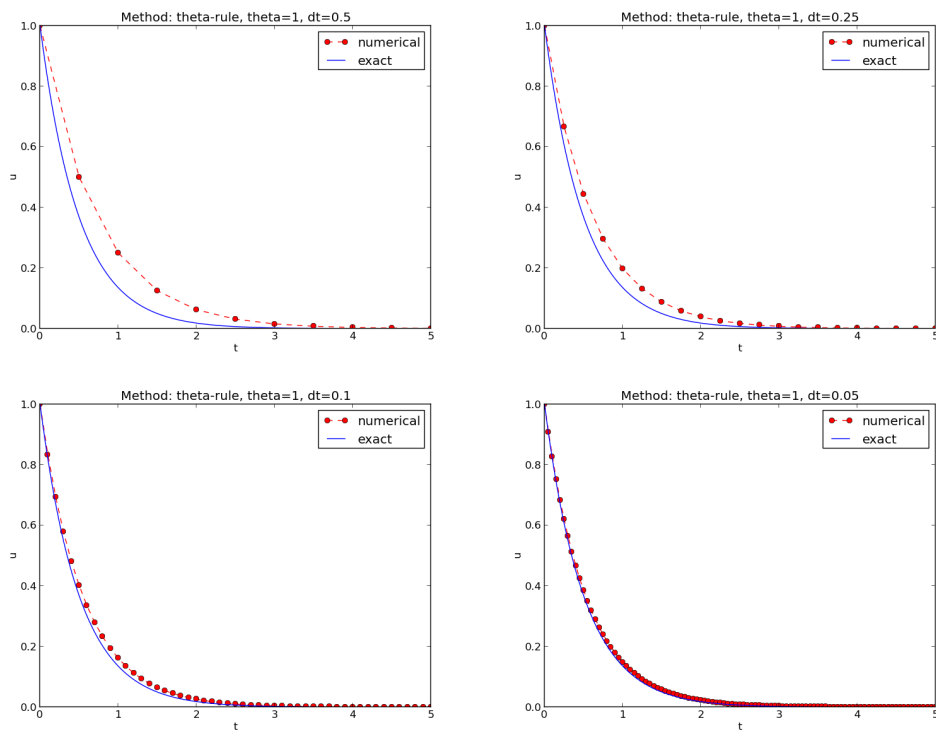 Method: theta-rule, theta=1, dt=0.5
1.0
0.8
0.6
0.4
0.2
0.0
u
0 1 2 3 4 5
t
numerical
exact
Method: theta-rule, theta=1, dt=0.25
1.0
0.8
0.6
0.4
0.2
0.0
u
0 1 2 3 4 5
t
numerical
exact
Method: theta-rule, theta=1, dt=0.1
1.0
0.8
0.6
0.4
0.2
0.0
u
0 1 2 3 4 5
t
numerical
exact
Method: theta-rule, theta=1, dt=0.05
1.0
0.8
0.6
0.4
0.2
0.0
u
0 1 2 3 4 5
t
numerical
exact